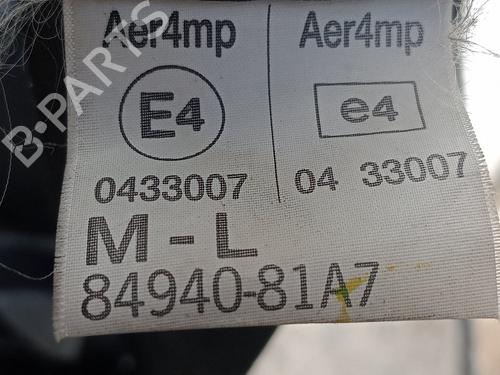 Aer4mp Aer4mp
E4 e4
0433007 04 33007
M - L
84940-81A7
B-PARTS